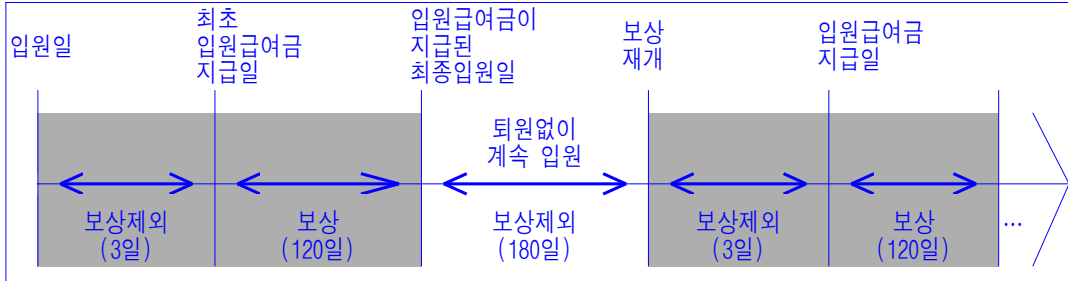 입원일
최초
입원급여금
지급일
입원급여금이
지급된
최종입원일
보상
재개
입원급여금
지급일
퇴원없이
계속 입원
보상제외
(3일)
보상
(120일)
보상제외
(180일)
보상제외
(3일)
보상
(120일)
...